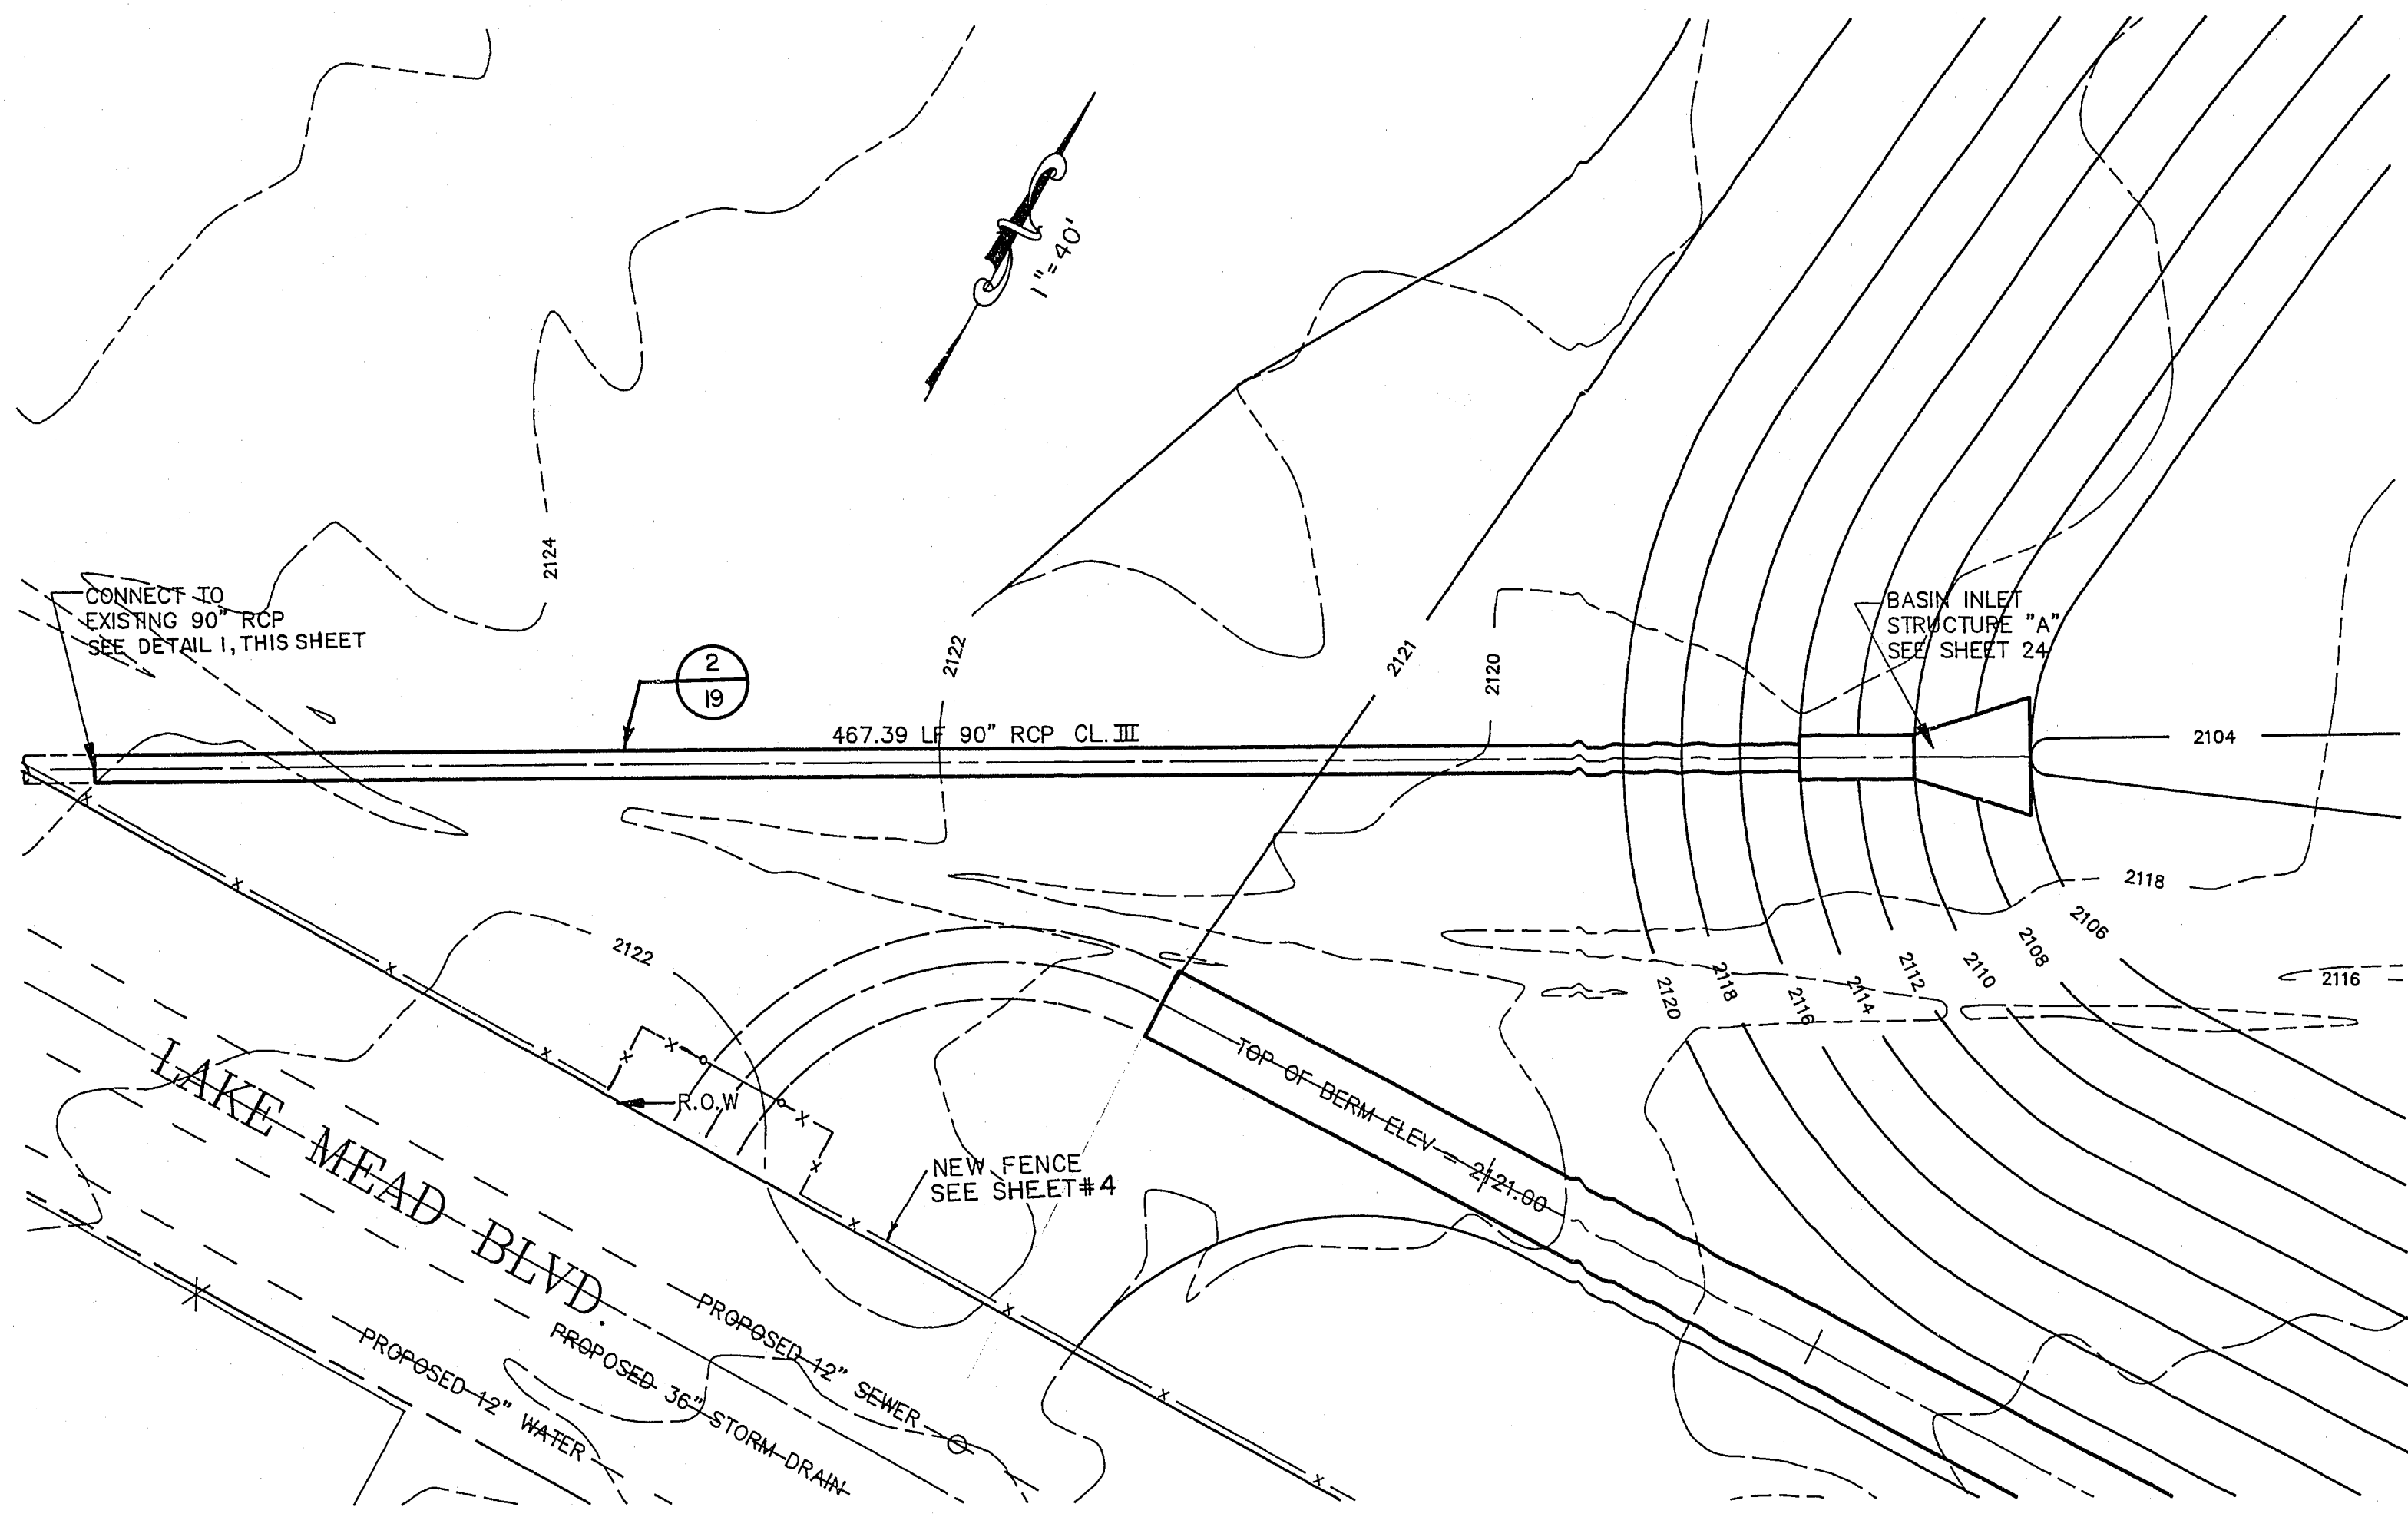 1"= 40'
2124
CONNECT TO
EXISTING 90" RCP
SEE DETAIL 1, THIS SHEET
2
19
2122
2121
2120
BASIN INLET
STRUCTURE "A"
SEE SHEET 24
467.39 LF 90" RCP CL. III
2104
2118
2122
2106
2108
2110
2112
2114
2116
2118
2120
2116
TOP OF BERM ELEV = 2121.00
R.O.W
NEW FENCE
SEE SHEET #4
LAKE MEAD BLVD.
PROPOSED 12" SEWER
PROPOSED 36" STORM DRAIN
PROPOSED 12" WATER